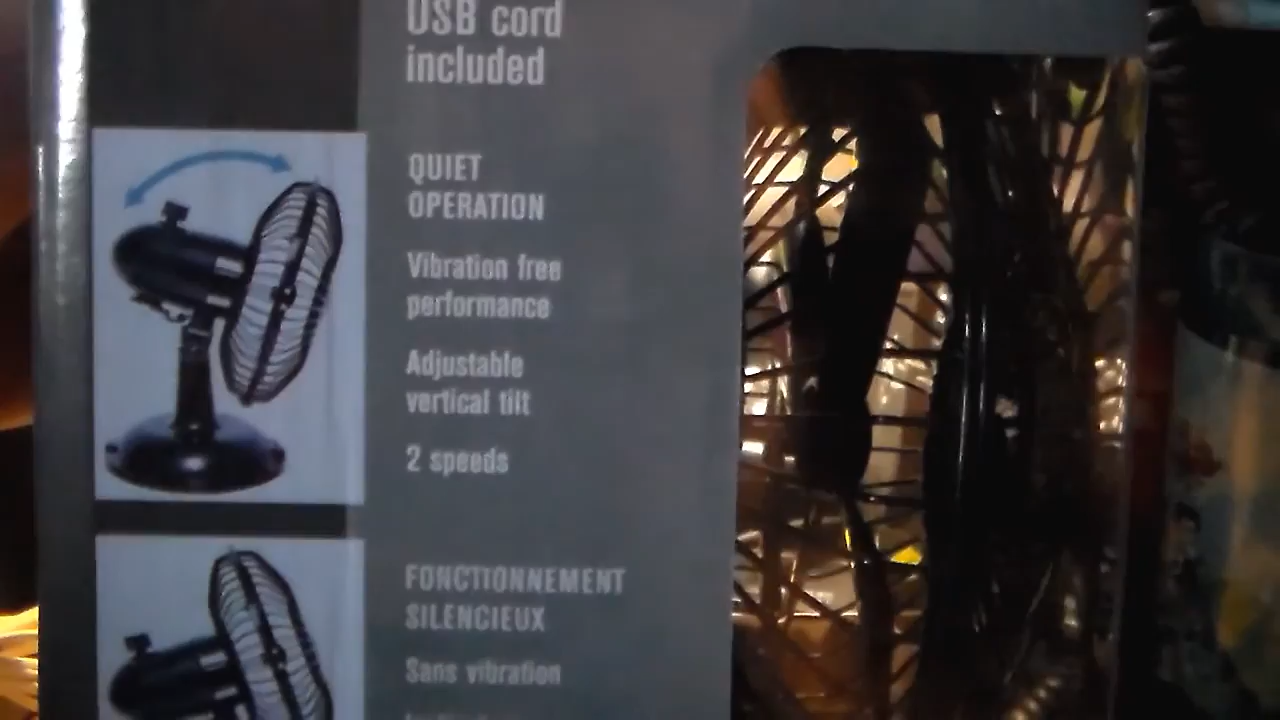 USB cord
included
QUIET
OPERATION
Vibration free
performance
Adjustable
vertical tilt
2 speeds
FONCTIONNEMENT
SILENCIEUX
Sans vibration